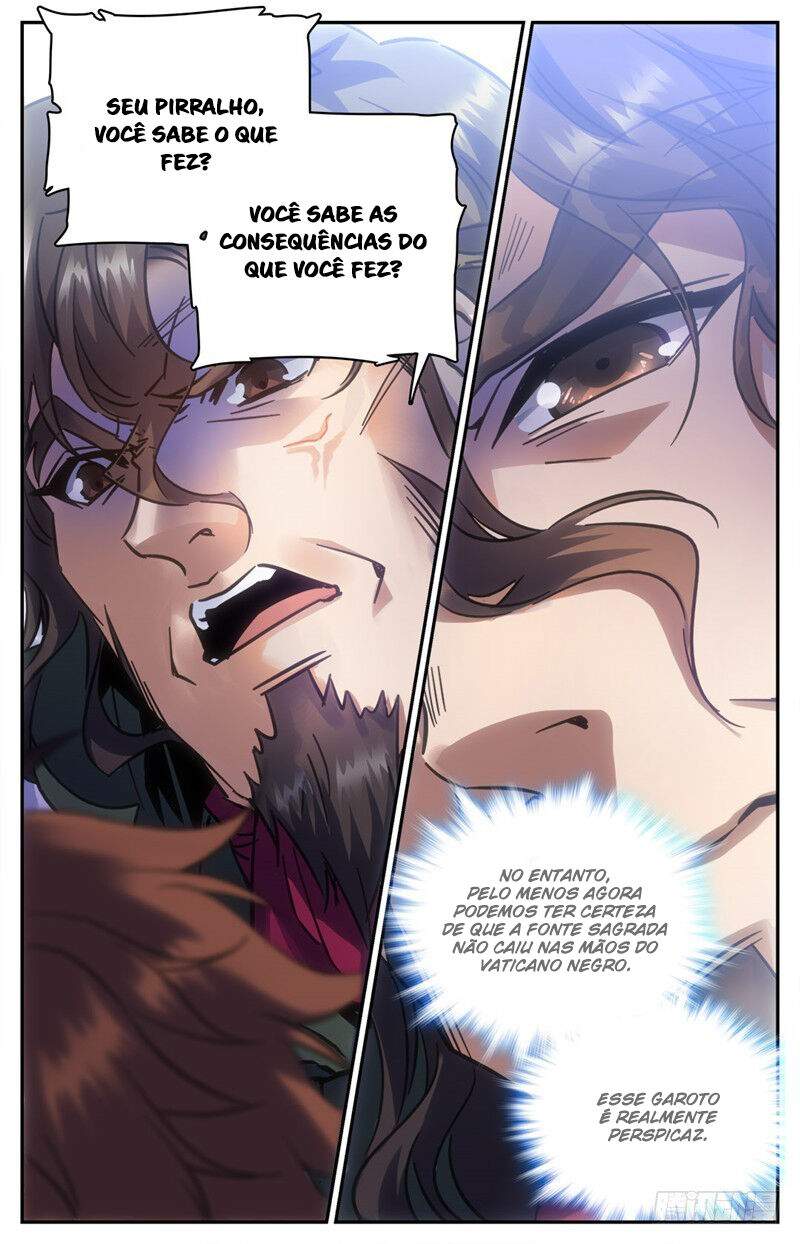 SEU PIRRALHO,
VOCÊ SABE O QUE
FEZ?
VOCÊ SABE AS
CONSEQUÊNCIAS DO
QUE VOCÊ FEZ?
NO ENTANTO,
PELO MENOS AGORA
PODEMOS TER CERTEZA
DE QUE A FONTE SAGRADA
NÃO CAIU NAS MÃOS DO
VATICANO NEGRO.
ESSE GAROTO
É REALMENTE
PERSPICAZ.